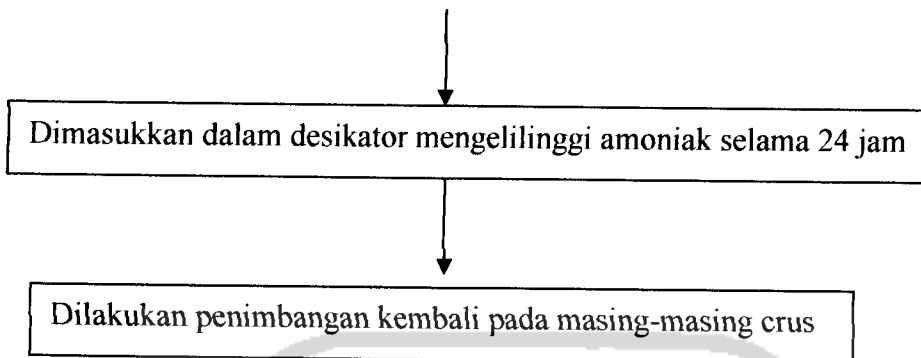 Dimasukkan dalam desikator mengelilinggi amoniak selama 24 jam
Dilakukan penimbangan kembali pada masing-masing crus